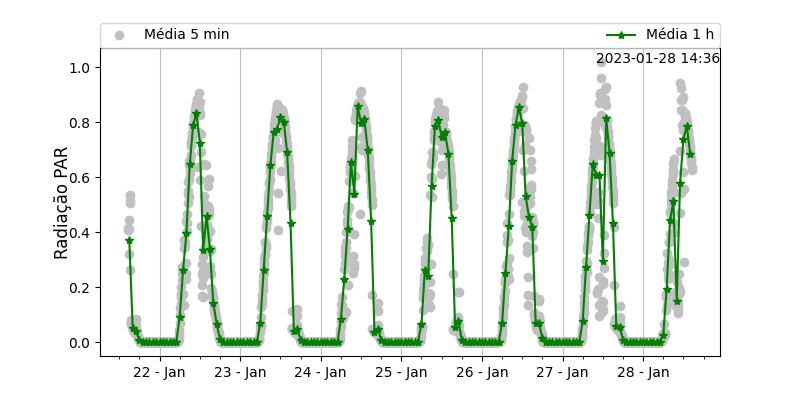 Média 5 min
Média 1 h
2023-01-28 14:36
Radiação PAR
1.0
0.8
0.6
0.4
0.2
0.0
22 - Jan
23 - Jan
24 - Jan
25 - Jan
26 - Jan
27 - Jan
28 - Jan